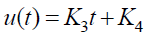 u(t) = K₃t + K₄